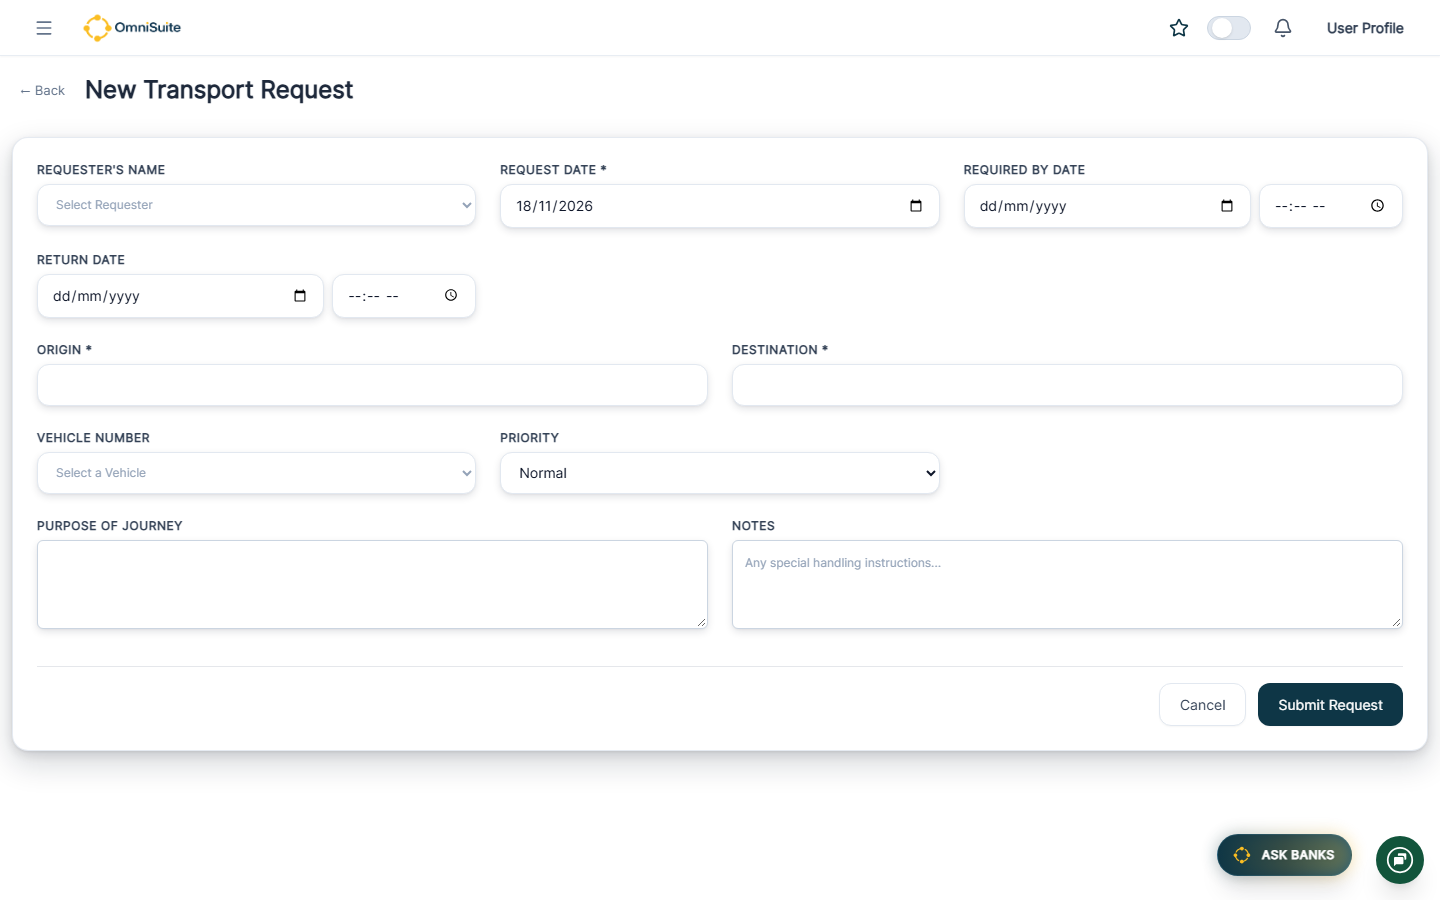 OmniSuite
User Profile
← Back
New Transport Request
REQUESTER'S NAME
REQUEST DATE *
REQUIRED BY DATE
Select Requester
18/11/2026
dd/mm/yyyy
--:-- --
RETURN DATE
dd/mm/yyyy
--:-- --
ORIGIN *
DESTINATION *
VEHICLE NUMBER
PRIORITY
Select a Vehicle
Normal
PURPOSE OF JOURNEY
NOTES
Any special handling instructions...
Cancel
Submit Request
ASK BANKS